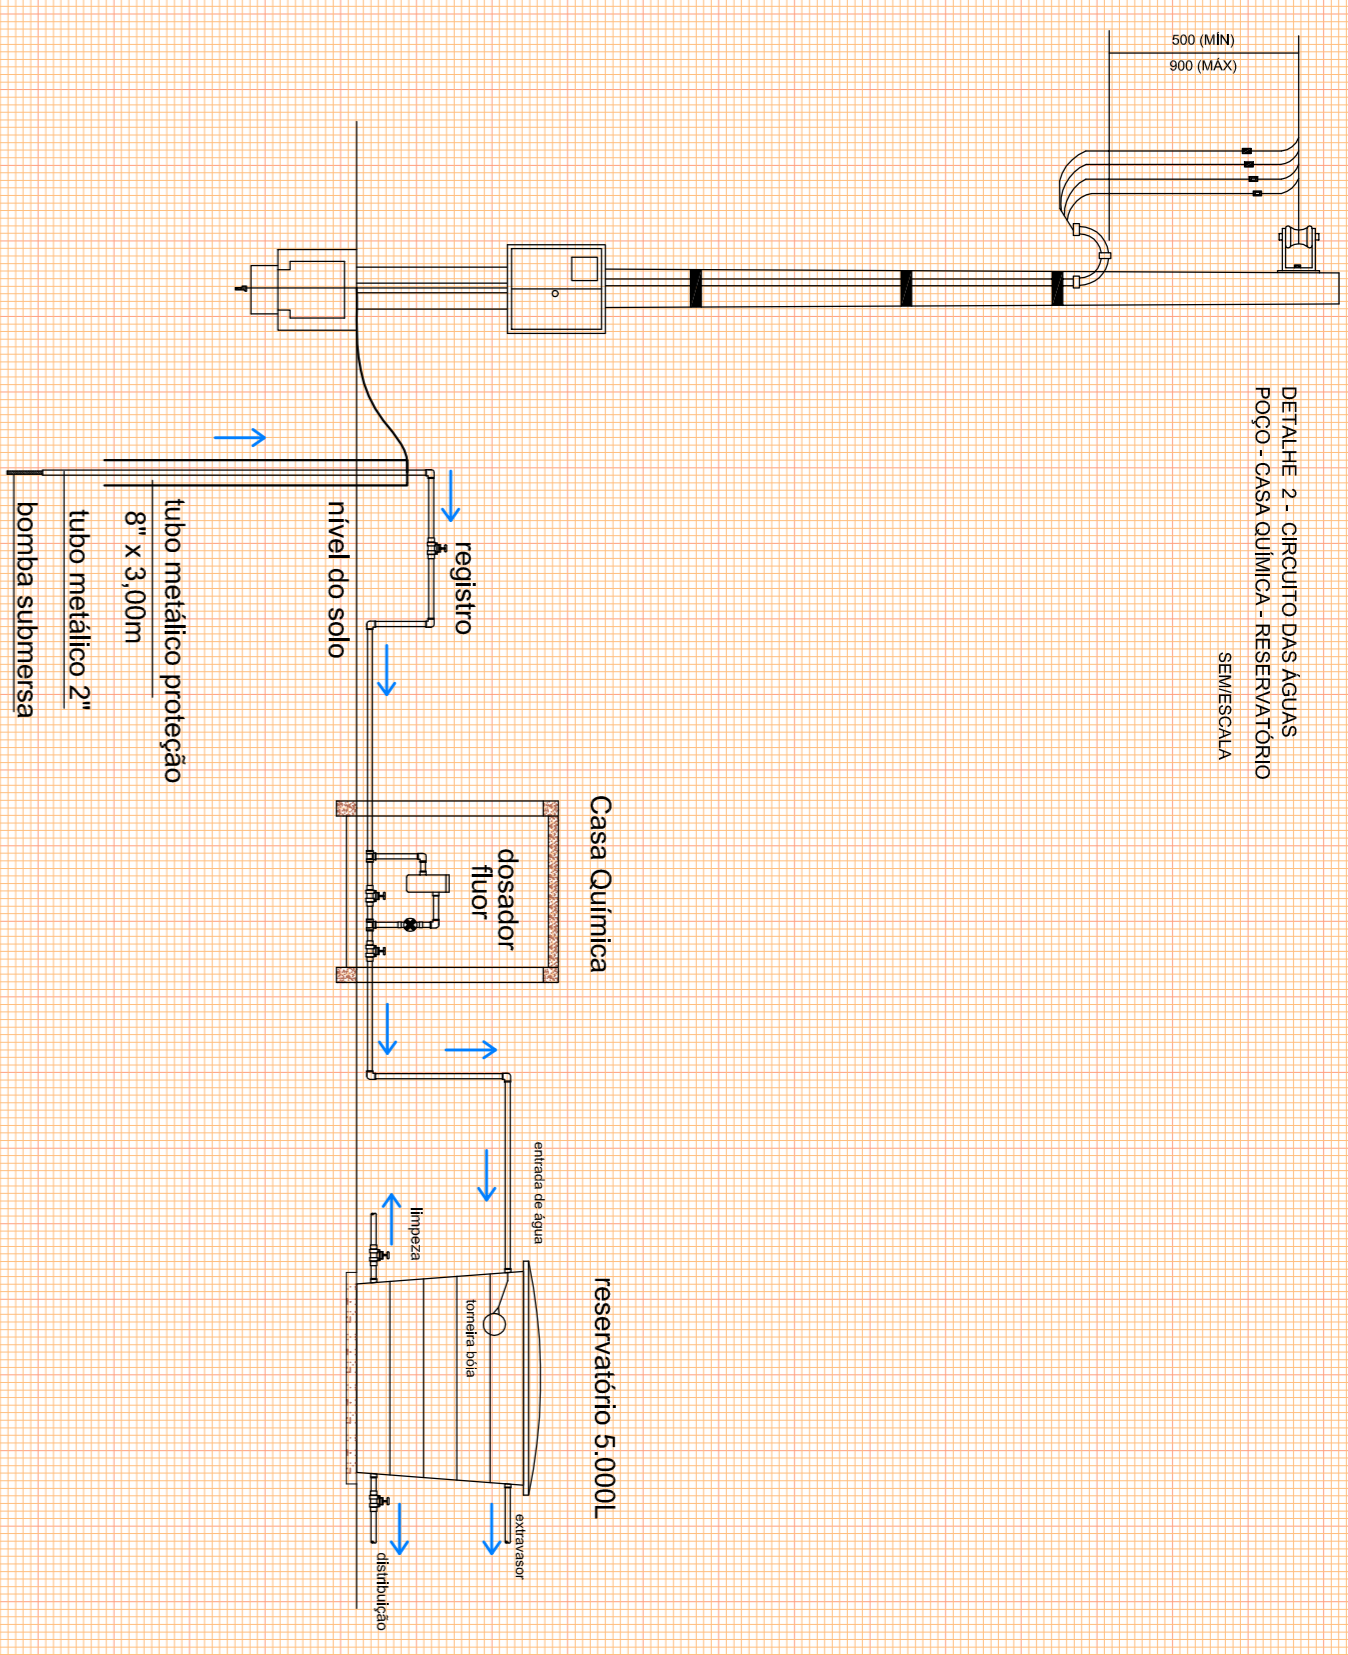 500 (MÍN)
900 (MÁX)
DETALHE 2 - CIRCUITO DAS ÁGUAS
POÇO - CASA QUÍMICA - RESERVATÓRIO
SEM/ESCALA
registro
nível do solo
tubo metálico proteção
8" x 3,00m
tubo metálico 2"
bomba submersa
Casa Química
dosador
fluor
entrada de água
limpeza
torneira bóia
reservatório 5.000L
extravasor
distribuição